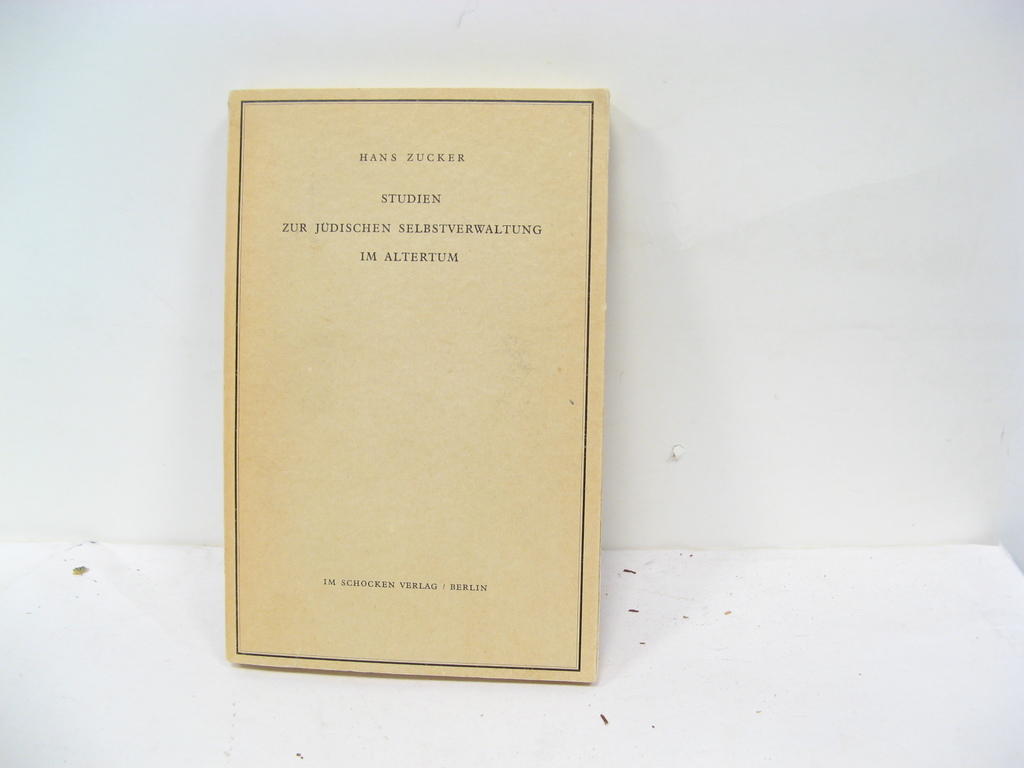 HANS ZUCKER
STUDIEN
ZUR JÜDISCHEN SELBSTVERWALTUNG
IM ALTERTUM
IM SCHOCKEN VERLAG / BERLIN